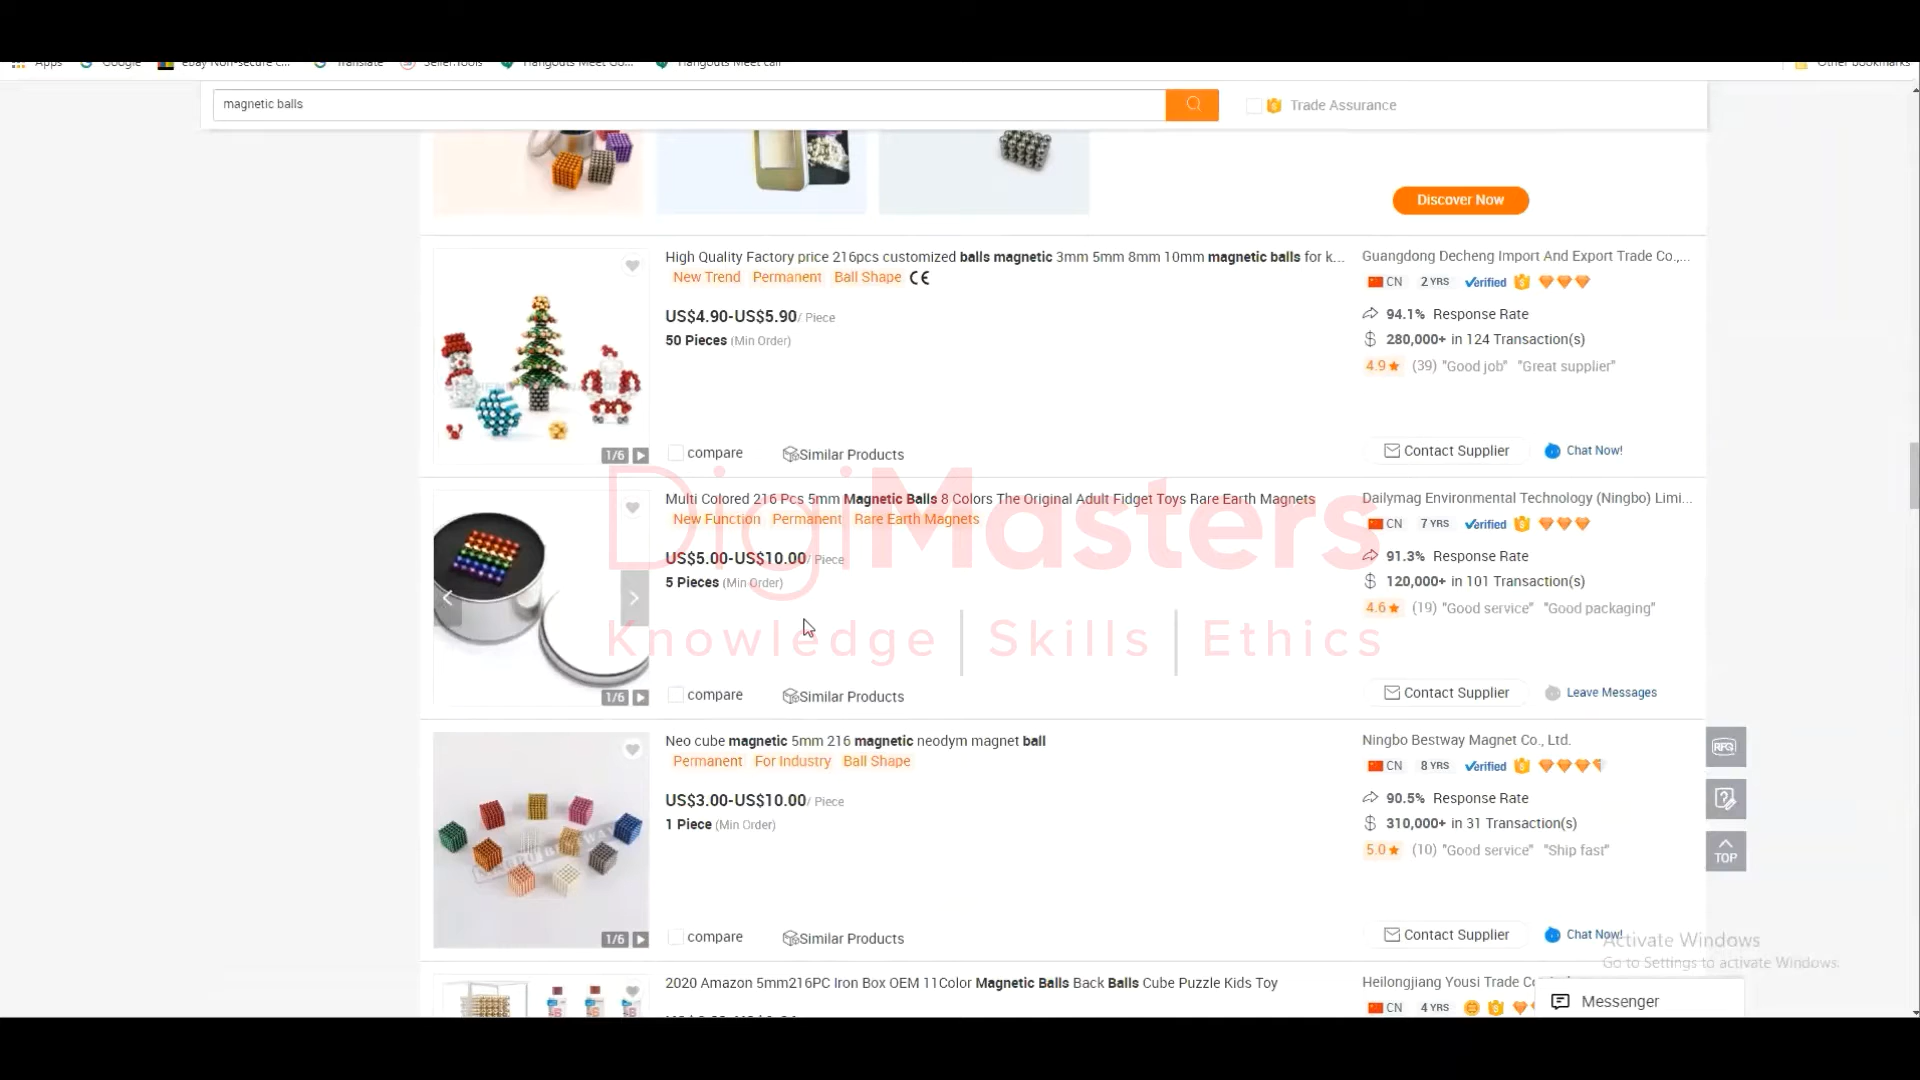 Apps Google eBay Non-secure c... Translate SellerTools Hangouts Meet Go... Hangouts Meet call Other bookmarks
magnetic balls
Trade Assurance
Discover Now
High Quality Factory price 216pcs customized balls magnetic 3mm 5mm 8mm 10mm magnetic balls for k...
New Trend Permanent Ball Shape CE
US$4.90-US$5.90/ Piece
50 Pieces (Min Order)
1/6
compare
Similar Products
Guangdong Decheng Import And Export Trade Co.,...
CN 2 YRS Verified
94.1% Response Rate
280,000+ in 124 Transaction(s)
4.9 (39) "Good job" "Great supplier"
Contact Supplier
Chat Now!
Multi Colored 216 Pcs 5mm Magnetic Balls 8 Colors The Original Adult Fidget Toys Rare Earth Magnets
New Function Permanent Rare Earth Magnets
US$5.00-US$10.00/ Piece
5 Pieces (Min Order)
1/6
compare
Similar Products
Dailymag Environmental Technology (Ningbo) Limi...
CN 7 YRS Verified
91.3% Response Rate
120,000+ in 101 Transaction(s)
4.6 (19) "Good service" "Good packaging"
Contact Supplier
Leave Messages
DigiMasters
Knowledge | Skills | Ethics
Neo cube magnetic 5mm 216 magnetic neodym magnet ball
Permanent For Industry Ball Shape
US$3.00-US$10.00/ Piece
1 Piece (Min Order)
1/6
compare
Similar Products
Ningbo Bestway Magnet Co., Ltd.
CN 8 YRS Verified
90.5% Response Rate
310,000+ in 31 Transaction(s)
5.0 (10) "Good service" "Ship fast"
Contact Supplier
Chat Now!
RFQ
TOP
Activate Windows
Go to Settings to activate Windows.
2020 Amazon 5mm216PC Iron Box OEM 11Color Magnetic Balls Back Balls Cube Puzzle Kids Toy
Heilongjiang Yousi Trade
CN 4 YRS
Messenger